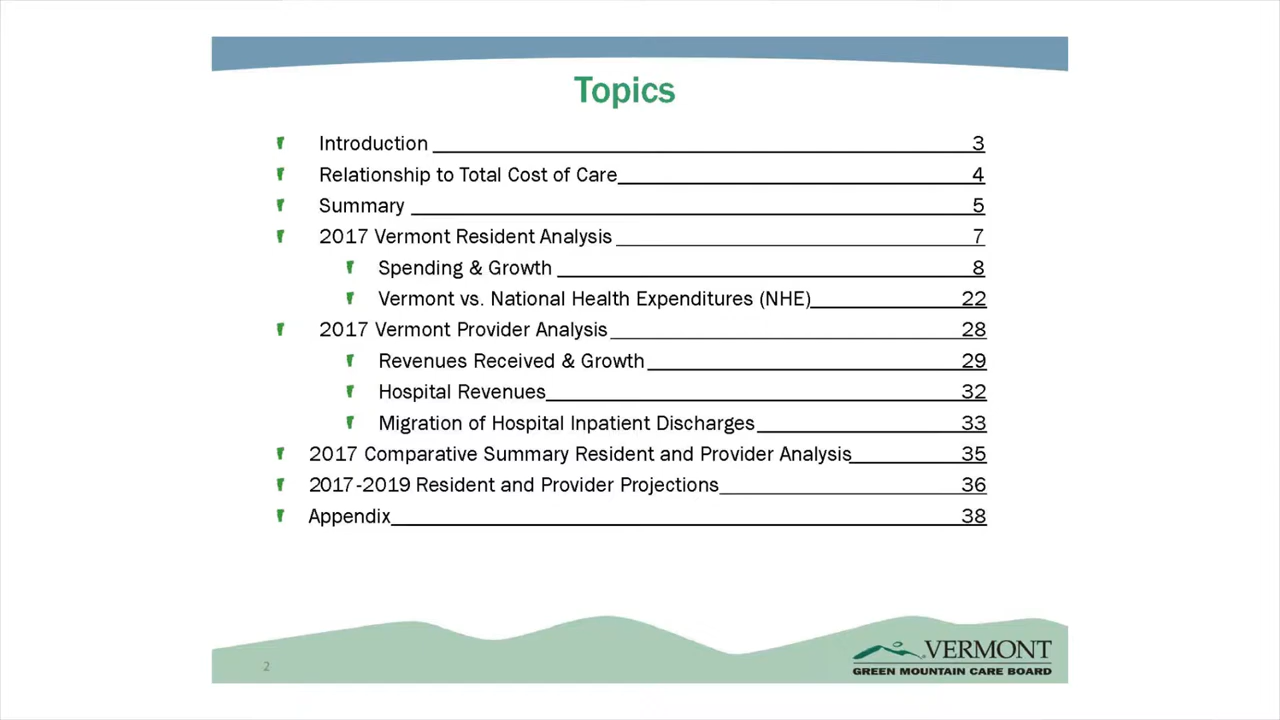 Topics
Introduction 3
Relationship to Total Cost of Care 4
Summary 5
2017 Vermont Resident Analysis 7
Spending & Growth 8
Vermont vs. National Health Expenditures (NHE) 22
2017 Vermont Provider Analysis 28
Revenues Received & Growth 29
Hospital Revenues 32
Migration of Hospital Inpatient Discharges 33
2017 Comparative Summary Resident and Provider Analysis 35
2017-2019 Resident and Provider Projections 36
Appendix 38
2
VERMONT
GREEN MOUNTAIN CARE BOARD